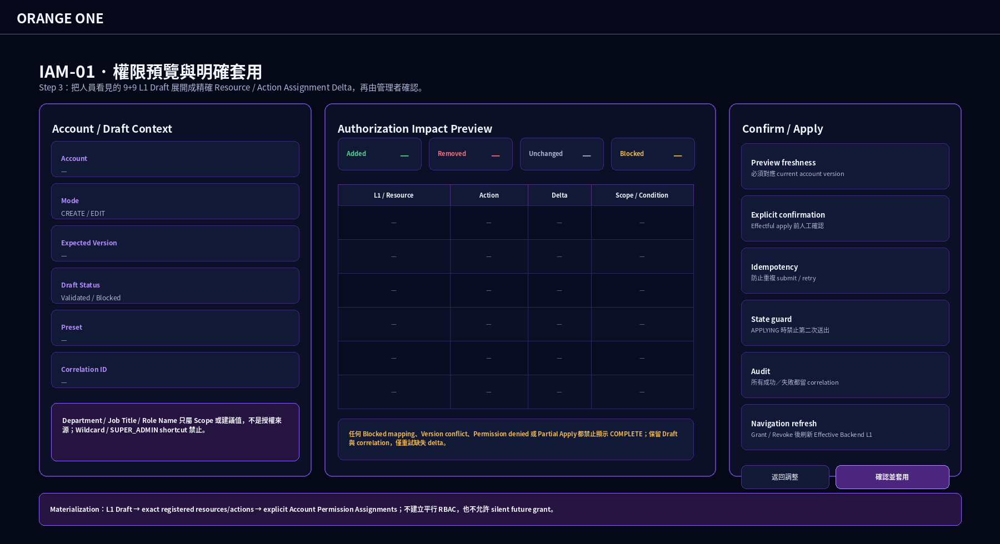 ORANGE ONE
IAM-01 · 權限預覽與明確套用
Step 3：把人員看見的 9+9 L1 Draft 展開成精確 Resource / Action Assignment Delta，再由管理者確認。
Account / Draft Context
Account
—
Mode
CREATE / EDIT
Expected Version
—
Draft Status
Validated / Blocked
Preset
—
Correlation ID
—
Department / Job Title / Role Name 只屬 Scope 或建議值，不是授權來
源；Wildcard / SUPER_ADMIN shortcut 禁止。
Authorization Impact Preview
Added —
Removed —
Unchanged —
Blocked —
L1 / Resource Action Delta Scope / Condition
— — — —
— — — —
— — — —
— — — —
— — — —
— — — —
任何 Blocked mapping、Version conflict、Permission denied 或 Partial Apply 都禁止顯示 COMPLETE；保留 Draft
與 correlation，僅重試缺失 delta。
Confirm / Apply
Preview freshness
必須對應 current account version
Explicit confirmation
Effectful apply 前人工確認
Idempotency
防止重複 submit / retry
State guard
APPLYING 時禁止第二次送出
Audit
所有成功／失敗都留 correlation
Navigation refresh
Grant / Revoke 後刷新 Effective Backend L1
返回調整
確認並套用
Materialization：L1 Draft → exact registered resources/actions → explicit Account Permission Assignments；不建立平行 RBAC，也不允許 silent future grant。